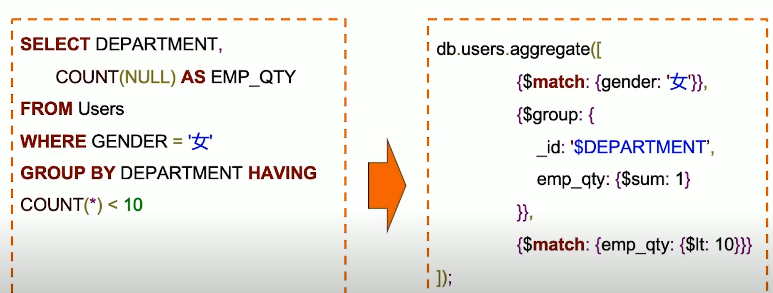 SELECT DEPARTMENT,
COUNT(NULL) AS EMP_QTY
FROM Users
WHERE GENDER = '女'
GROUP BY DEPARTMENT HAVING
COUNT(*) < 10
db.users.aggregate([
{$match: {gender: '女'}},
{$group: {
_id: '$DEPARTMENT’,
emp_qty: {$sum: 1}
}},
{$match: {emp_qty: {$lt: 10}}}
]);